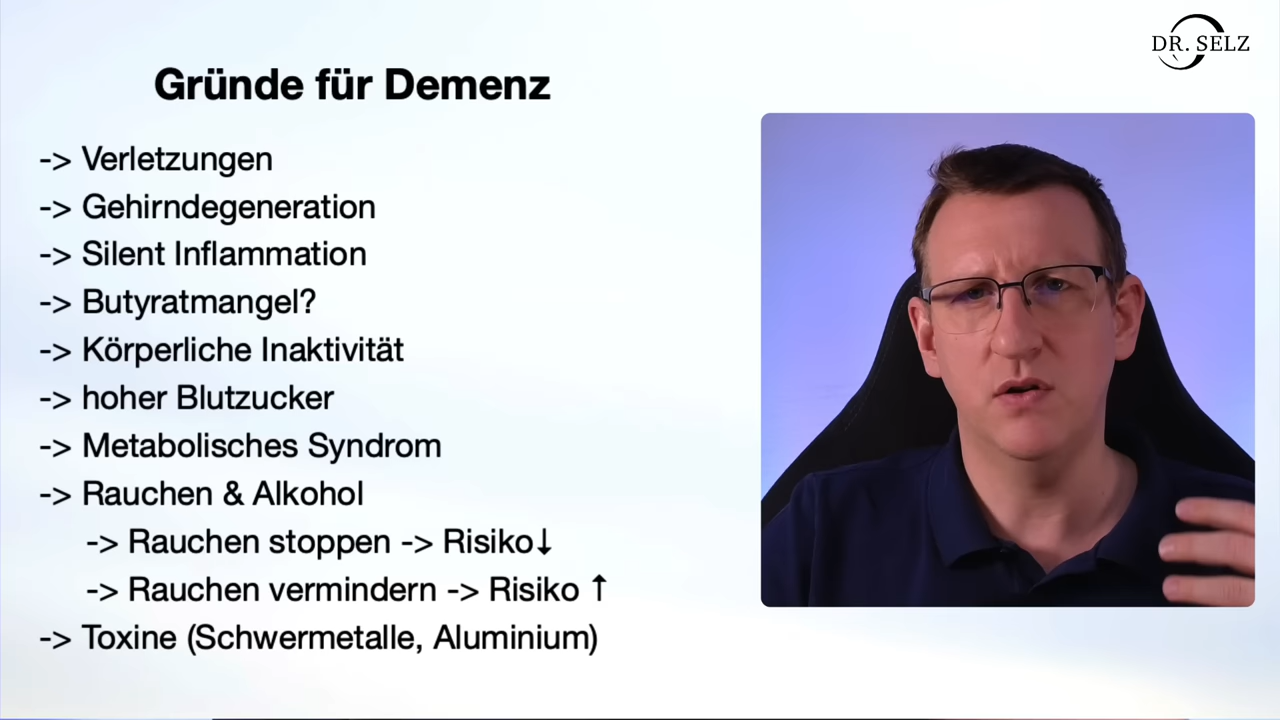 DR. SELZ
Gründe für Demenz
-> Verletzungen
-> Gehirndegeneration
-> Silent Inflammation
-> Butyratmangel?
-> Körperliche Inaktivität
-> hoher Blutzucker
-> Metabolisches Syndrom
-> Rauchen & Alkohol
-> Rauchen stoppen -> Risiko↓
-> Rauchen vermindern -> Risiko ↑
-> Toxine (Schwermetalle, Aluminium)